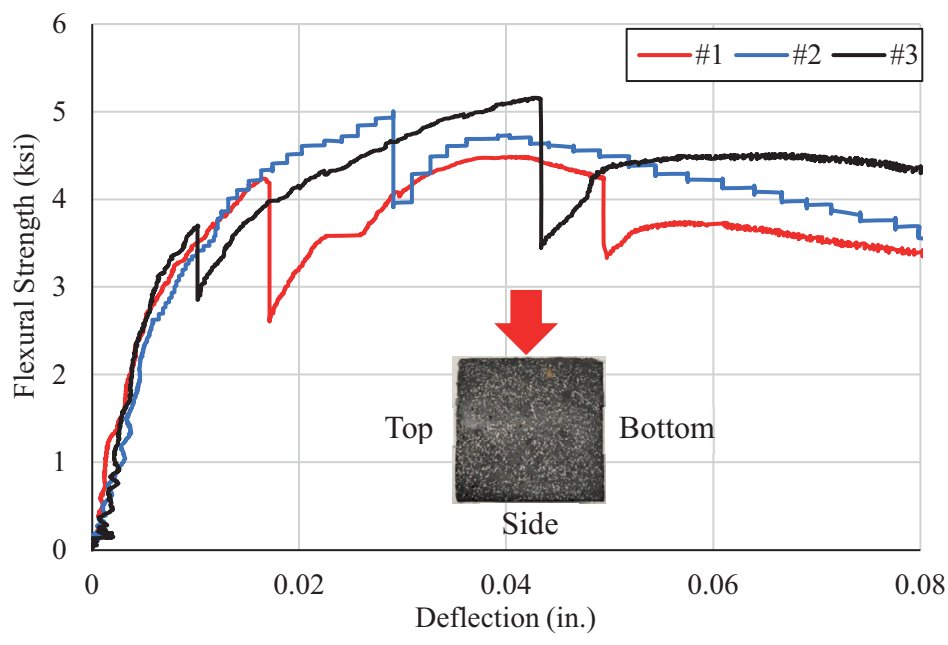 #1 #2 #3
Flexural Strength (ksi)
6
5
4
3
2
1
0
Top
Bottom
Side
0 0.02 0.04 0.06 0.08
Deflection (in.)